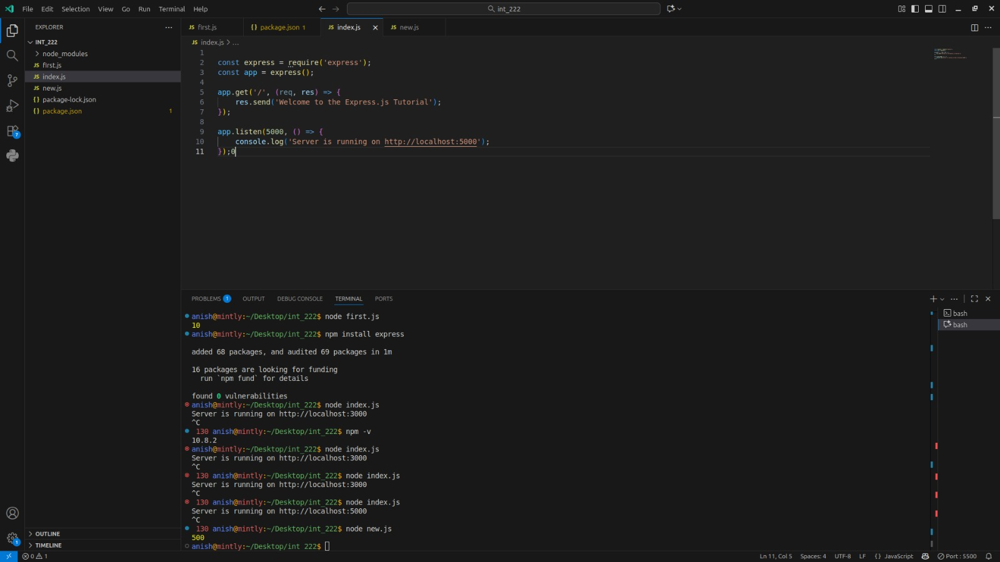 File Edit Selection View Go Run Terminal Help
int_222
EXPLORER
INT_222
node_modules
JS first.js
JS index.js
JS new.js
{} package-lock.json
{} package.json 1
7
1
OUTLINE
TIMELINE
JS first.js
{} package.json 1
JS index.js
JS new.js
JS index.js > ...
1
2 const express = require('express');
3 const app = express();
4
5 app.get('/', (req, res) => {
6 res.send('Welcome to the Express.js Tutorial');
7 });
8
9 app.listen(5000, () => {
10 console.log('Server is running on http://localhost:5000');
11 });0
PROBLEMS 1 OUTPUT DEBUG CONSOLE TERMINAL PORTS
anish@mintly:~/Desktop/int_222$ node first.js
10
anish@mintly:~/Desktop/int_222$ npm install express
added 68 packages, and audited 69 packages in 1m
16 packages are looking for funding
run `npm fund` for details
found 0 vulnerabilities
anish@mintly:~/Desktop/int_222$ node index.js
Server is running on http://localhost:3000
^C
130 anish@mintly:~/Desktop/int_222$ npm -v
10.8.2
anish@mintly:~/Desktop/int_222$ node index.js
Server is running on http://localhost:3000
^C
130 anish@mintly:~/Desktop/int_222$ node index.js
Server is running on http://localhost:3000
^C
130 anish@mintly:~/Desktop/int_222$ node index.js
Server is running on http://localhost:5000
^C
130 anish@mintly:~/Desktop/int_222$ node new.js
500
anish@mintly:~/Desktop/int_222$
bash
bash
0 1
Ln 11, Col 5 Spaces: 4 UTF-8 LF {} JavaScript Port : 5500